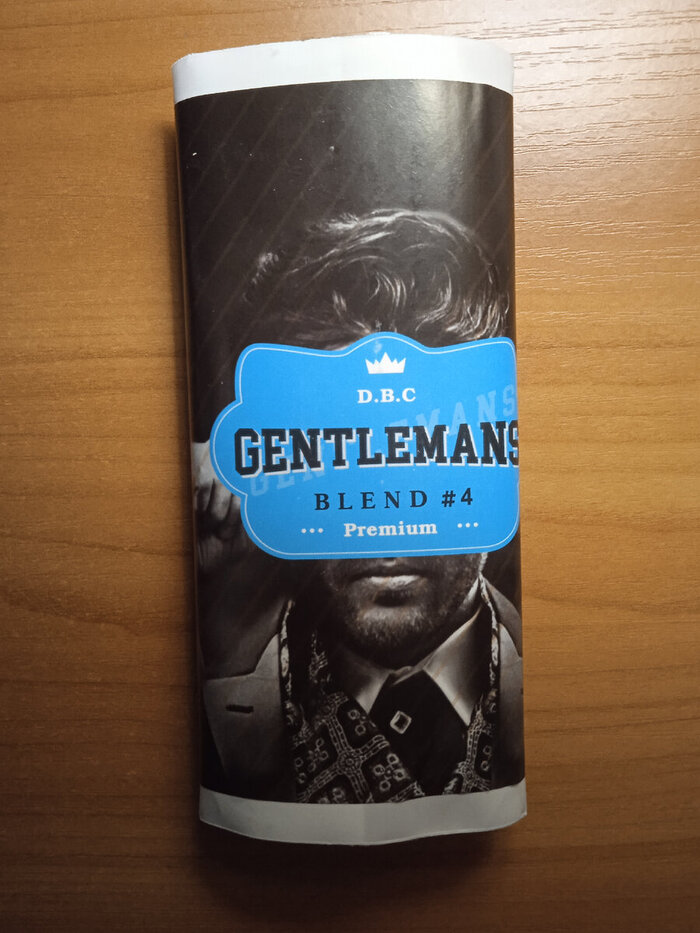 D.B.C
GENTLEMANS
BLEND #4
Premium